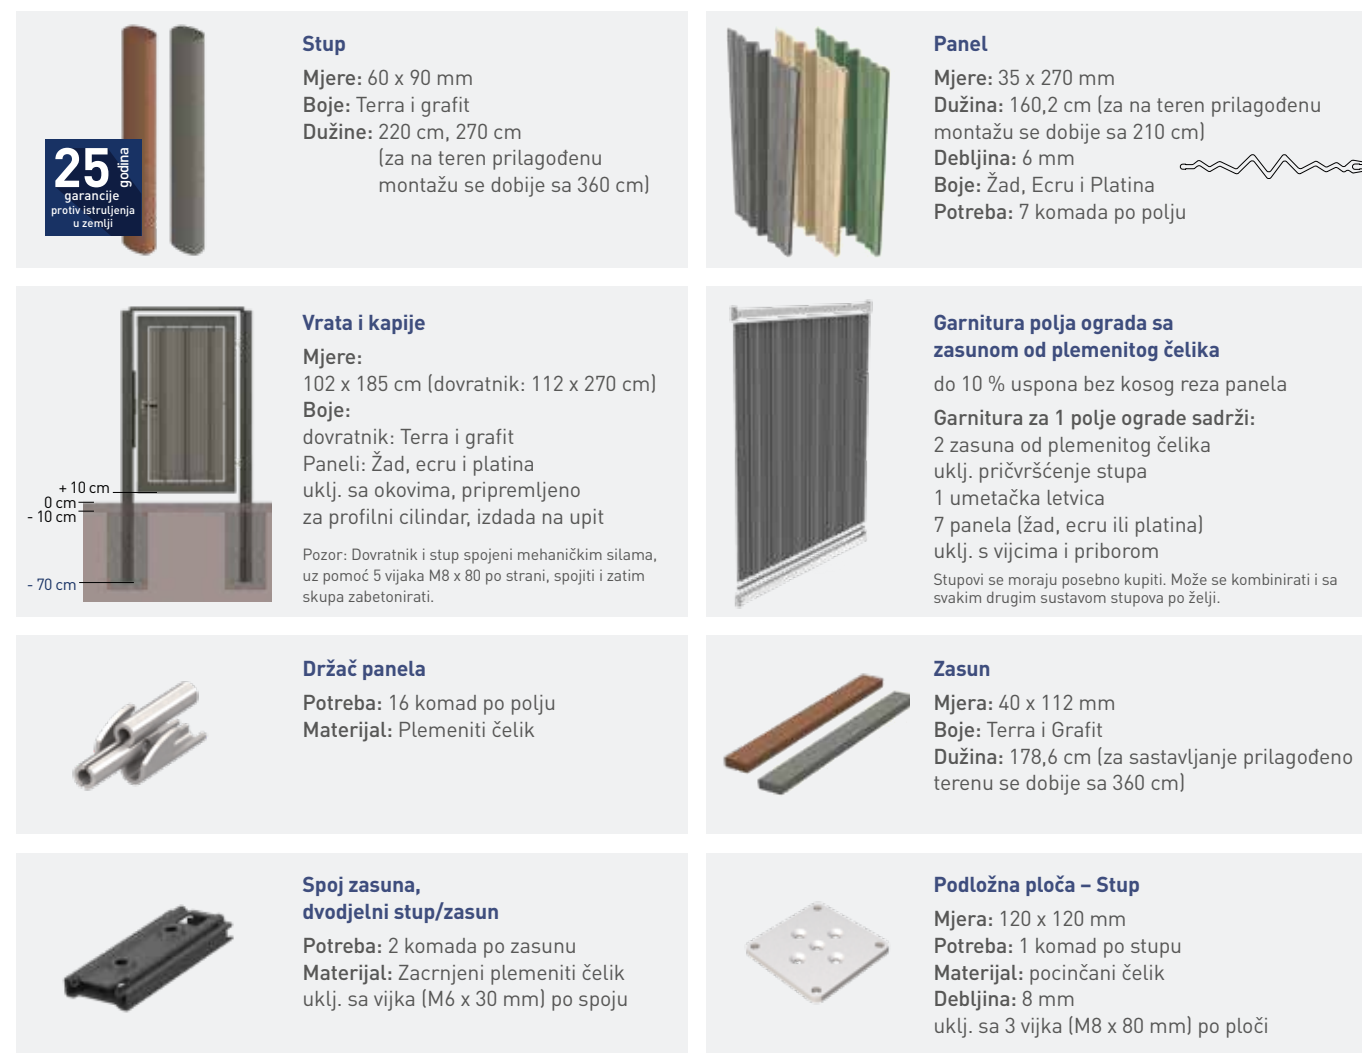 Stup
Mjere: 60 x 90 mm
Boje: Terra i grafit
Dužine: 220 cm, 270 cm
(za na teren prilagođenu
montažu se dobije sa 360 cm)
25 godina
garancije
protiv istruljenja
u zemlji
Panel
Mjere: 35 x 270 mm
Dužina: 160,2 cm (za na teren prilagođenu
montažu se dobije sa 210 cm)
Debljina: 6 mm
Boje: Žad, Ecru i Platina
Potreba: 7 komada po polju
Vrata i kapije
Mjere:
102 x 185 cm (dovratnik: 112 x 270 cm)
Boje:
dovratnik: Terra i grafit
Paneli: Žad, ecru i platina
uklj. sa okovima, pripremljeno
za profilni cilindar, izdada na upit
Pozor: Dovratnik i stup spojeni mehaničkim silama,
uz pomoć 5 vijaka M8 x 80 po strani, spojiti i zatim
skupa zabetonirati.
+ 10 cm
0 cm
- 10 cm
- 70 cm
Garnitura polja ograda sa
zasunom od plemenitog čelika
do 10 % uspona bez kosog reza panela
Garnitura za 1 polje ograde sadrži:
2 zasuna od plemenitog čelika
uklj. pričvršćenje stupa
1 umetačka letvica
7 panela (žad, ecru ili platina)
uklj. s vijcima i priborom
Stupovi se moraju posebno kupiti. Može se kombinirati i sa
svakim drugim sustavom stupova po želji.
Držač panela
Potreba: 16 komad po polju
Materijal: Plemeniti čelik
Zasun
Mjera: 40 x 112 mm
Boje: Terra i Grafit
Dužina: 178,6 cm (za sastavljanje prilagođeno
terenu se dobije sa 360 cm)
Spoj zasuna,
dvodjelni stup/zasun
Potreba: 2 komada po zasunu
Materijal: Zacrnjeni plemeniti čelik
uklj. sa vijka (M6 x 30 mm) po spoju
Podložna ploča – Stup
Mjera: 120 x 120 mm
Potreba: 1 komad po stupu
Materijal: pocinčani čelik
Debljina: 8 mm
uklj. sa 3 vijka (M8 x 80 mm) po ploči